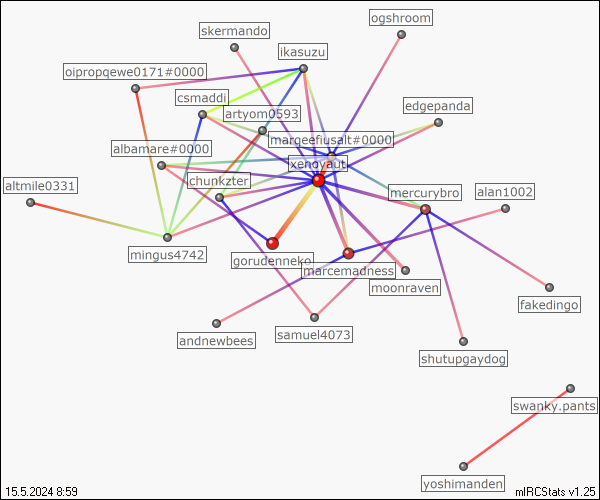 ogshroom
skermando
ikasuzu
oipropqewe0171#0000
csmaddi
edgepanda
artyom0593
marqeefiusalt#0000
albamare#0000
xenoyaut
chunkzter
altmile0331
mercurybro
alan1002
mingus4742
gorudenneko
marcemadness
moonraven
fakedingo
andnewbees
samuel4073
shutupgaydog
swanky.pants
yoshimanden
15.5.2024 8:59
mIRCStats v1.25